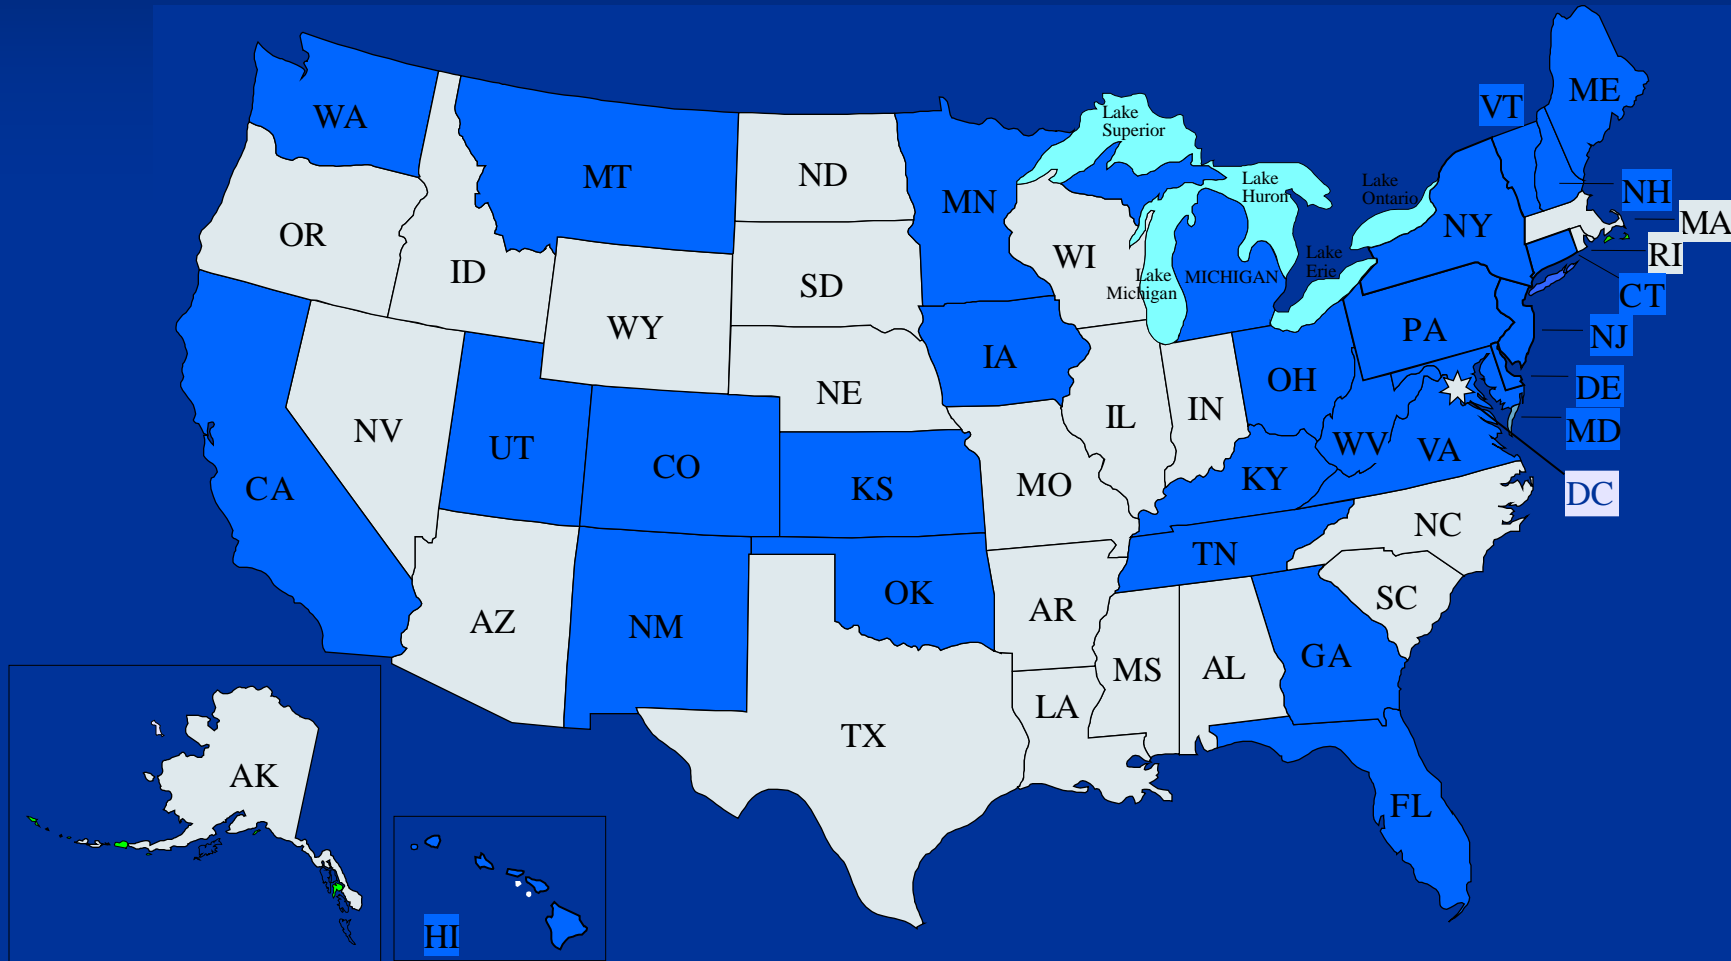 ME
VT
Lake
Superior
WA
MT
ND
Lake
Huron
Lake
Ontario
NH
MN
NY
MA
OR
WI
RI
ID
SD
Lake
Michigan
MICHIGAN
Lake
Erie
CT
WY
PA
NJ
IA
NE
OH
DE
IL
IN
NV
UT
WV
VA
MD
CO
CA
KS
MO
KY
DC
NC
TN
OK
AR
SC
AZ
NM
GA
MS
AL
LA
TX
AK
FL
HI